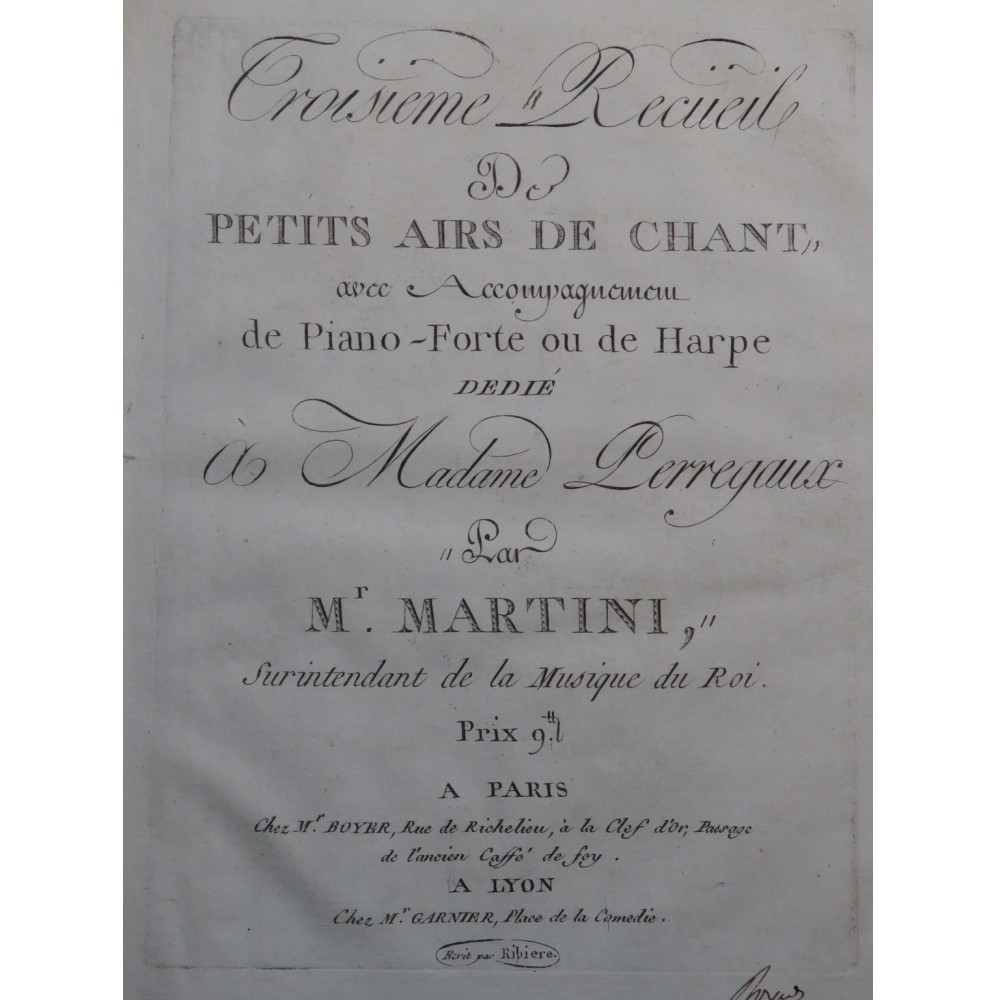 Troisieme Recüeil
De
PETITS AIRS DE CHANT,,
avec Accompagnement
de Piano-Forte ou de Harpe
DEDIÉ
à Madame Perregaux
Par
Mr. MARTINI,
Surintendant de la Musique du Roi.
Prix 9.
A PARIS
Chez Mr. BOYER, Rue de Richelieu, à la Clef d'Or, Passage
de l'ancien Caffé de foy.
A LYON
Chez Mr. GARNIER, Place de la Comedie.
Ecrit par Ribiere.